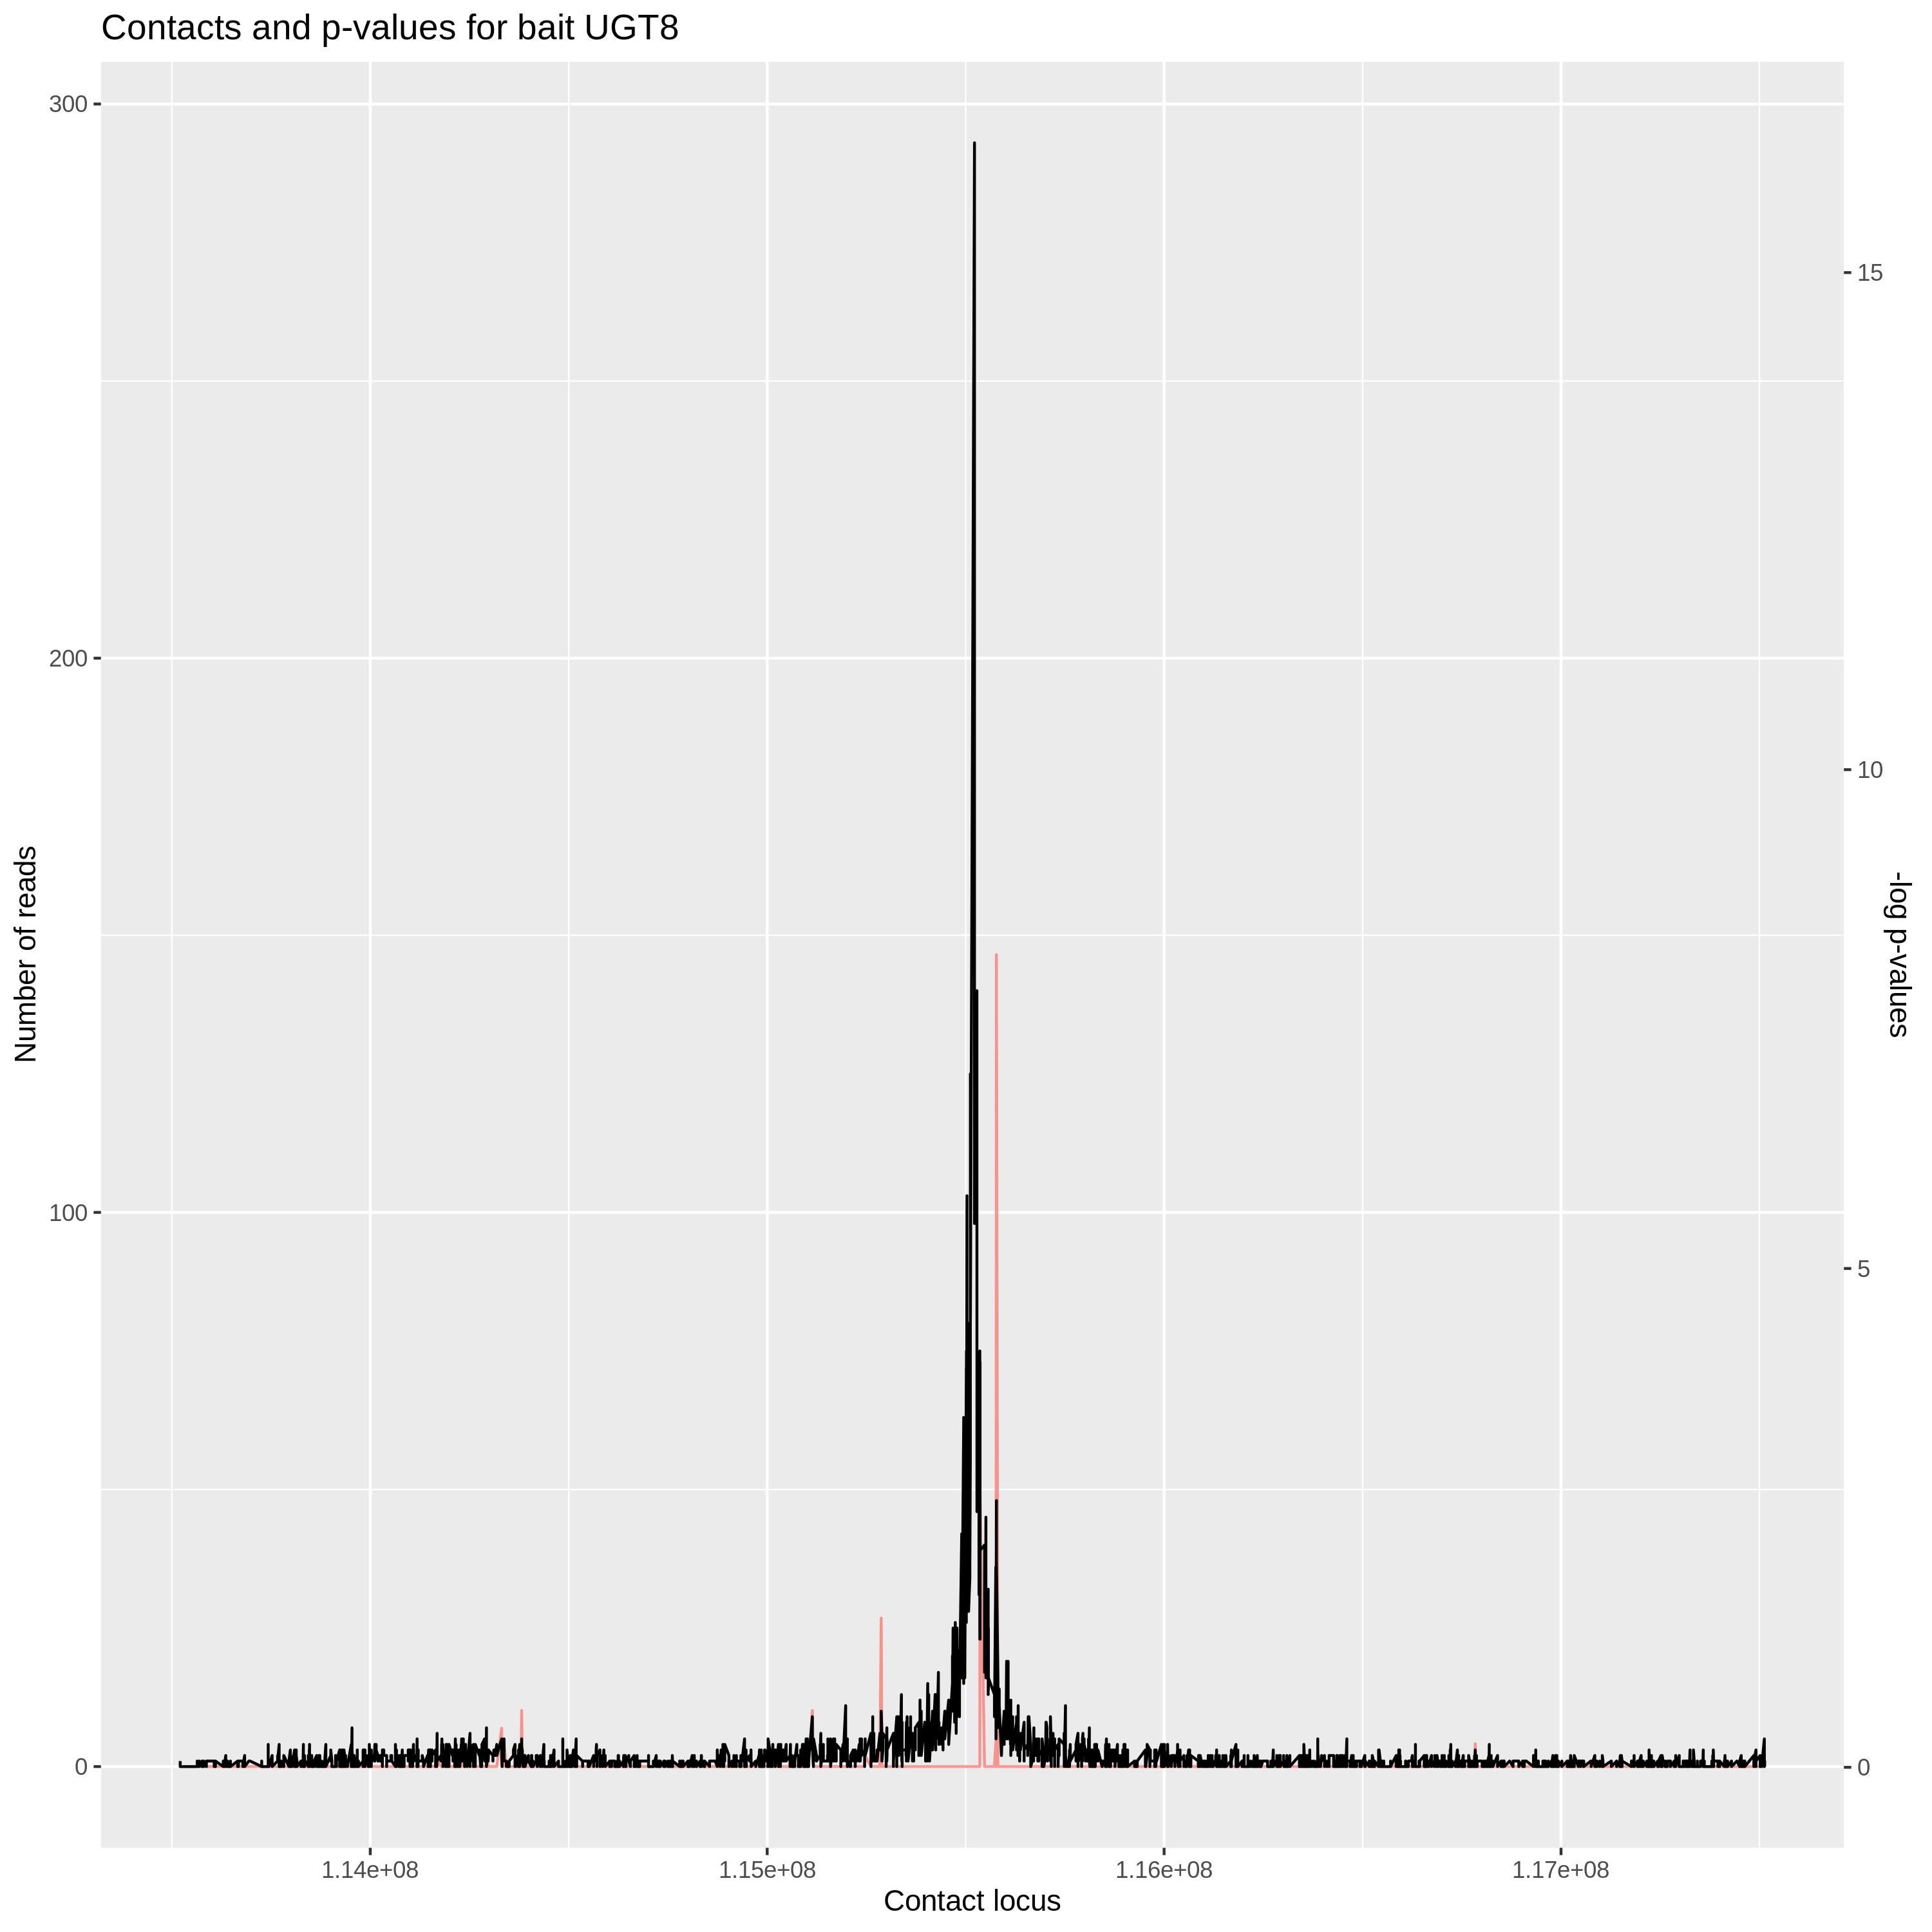 Contacts and p-values for bait UGT8
300
200
100
0
Number of reads
15
10
5
0
-log p-values
1.14e+08 1.15e+08 1.16e+08 1.17e+08
Contact locus